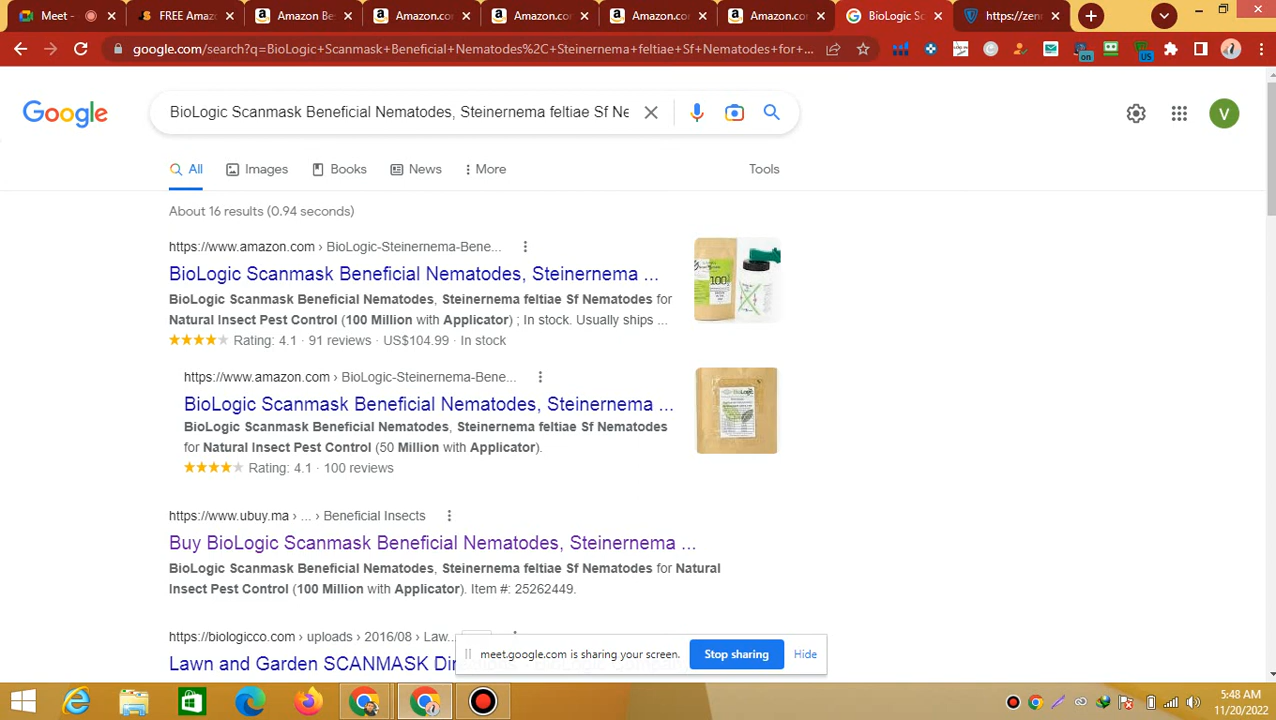 Meet -
FREE Amaz
Amazon Be
Amazon.co
Amazon.co
Amazon.co
Amazon.co
BioLogic Sc
https://zen
google.com/search?q=BioLogic+Scanmask+Beneficial+Nematodes%2C+Steinernema+feltiae+Sf+Nematodes+for+...
on
US
Google
BioLogic Scanmask Beneficial Nematodes, Steinernema feltiae Sf Ne
V
All
Images
Books
News
More
Tools
About 16 results (0.94 seconds)
https://www.amazon.com › BioLogic-Steinernema-Bene...
BioLogic Scanmask Beneficial Nematodes, Steinernema ...
BioLogic Scanmask Beneficial Nematodes, Steinernema feltiae Sf Nematodes for
Natural Insect Pest Control (100 Million with Applicator) ; In stock. Usually ships ...
Rating: 4.1 · 91 reviews · US$104.99 · In stock
100
https://www.amazon.com › BioLogic-Steinernema-Bene...
BioLogic Scanmask Beneficial Nematodes, Steinernema ...
BioLogic Scanmask Beneficial Nematodes, Steinernema feltiae Sf Nematodes
for Natural Insect Pest Control (50 Million with Applicator).
Rating: 4.1 · 100 reviews
https://www.ubuy.ma › ... › Beneficial Insects
Buy BioLogic Scanmask Beneficial Nematodes, Steinernema ...
BioLogic Scanmask Beneficial Nematodes, Steinernema feltiae Sf Nematodes for Natural
Insect Pest Control (100 Million with Applicator). Item #: 25262449.
https://biologicco.com › uploads › 2016/08 › Law...
Lawn and Garden SCANMASK Di
meet.google.com is sharing your screen.
Stop sharing
Hide
5:48 AM
11/20/2022